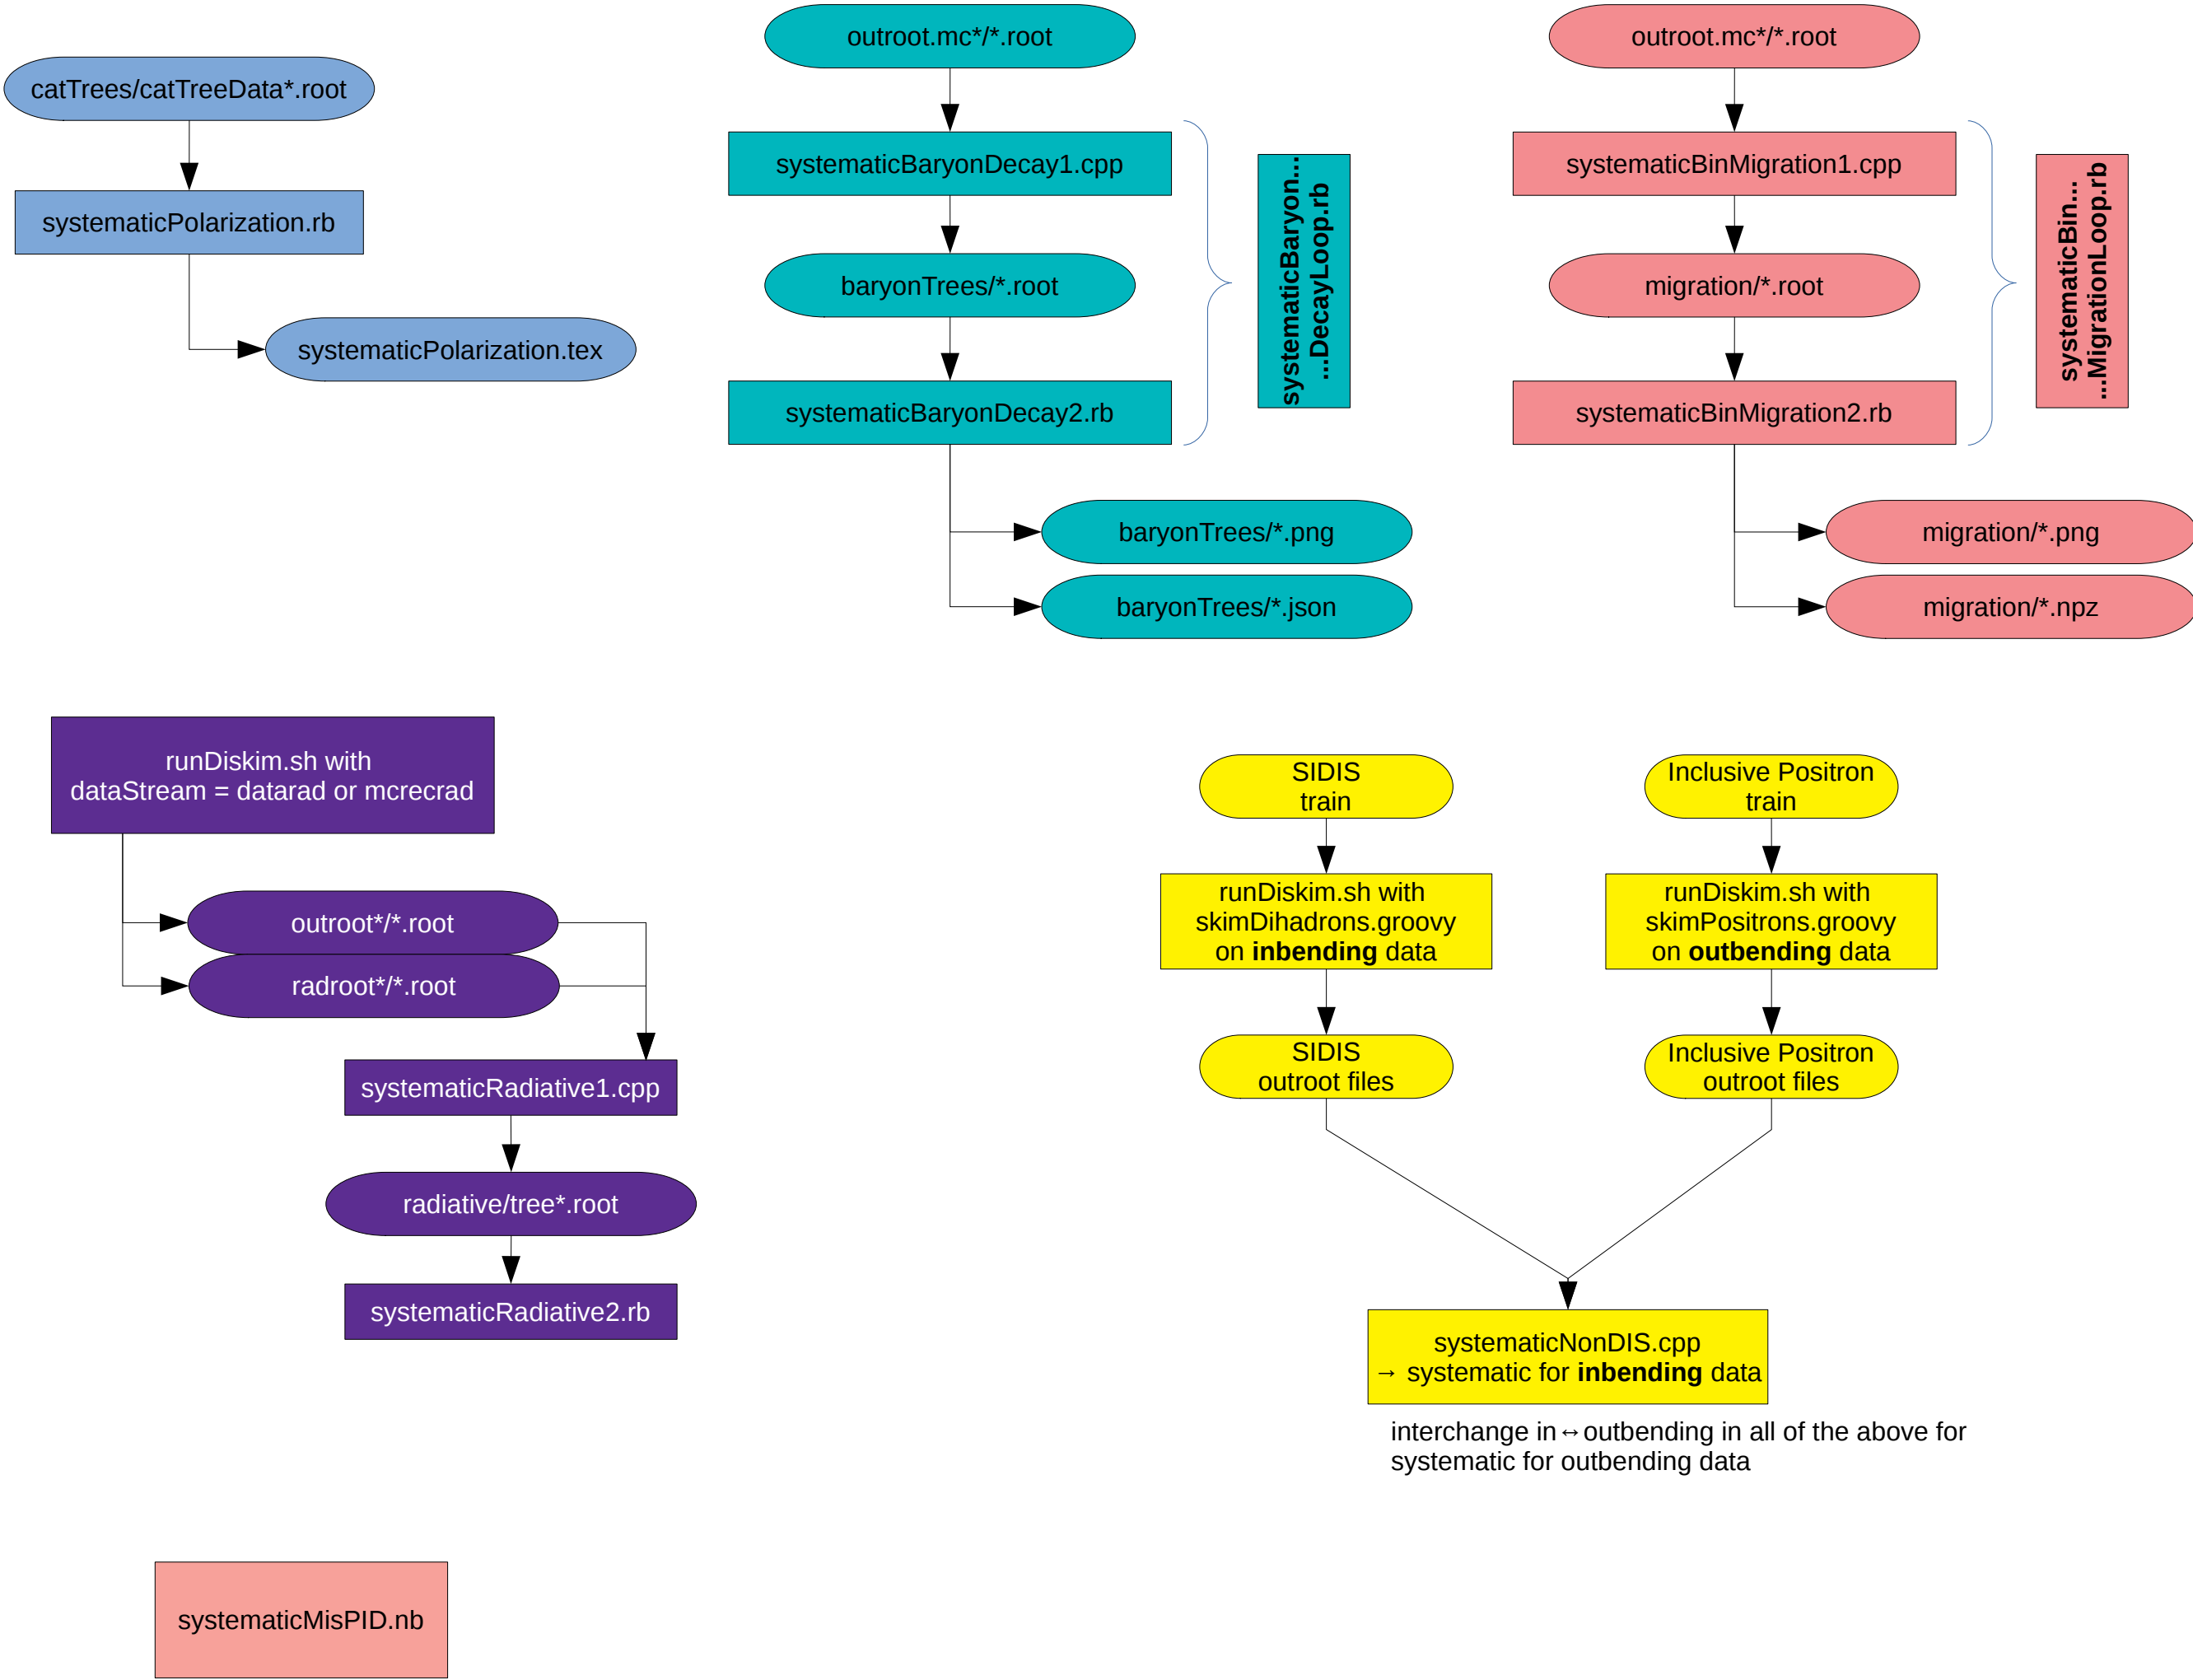 catTrees/catTreeData*.root
systematicPolarization.rb
systematicPolarization.tex
outroot.mc*/*.root
systematicBaryonDecay1.cpp
baryonTrees/*.root
systematicBaryonDecay2.rb
systematicBaryon...
...DecayLoop.rb
baryonTrees/*.png
baryonTrees/*.json
outroot.mc*/*.root
systematicBinMigration1.cpp
migration/*.root
systematicBinMigration2.rb
systematicBin...
...MigrationLoop.rb
migration/*.png
migration/*.npz
runDiskim.sh with
dataStream = datarad or mcrecrad
outroot*/*.root
radroot*/*.root
systematicRadiative1.cpp
radiative/tree*.root
systematicRadiative2.rb
SIDIS
train
runDiskim.sh with
skimDihadrons.groovy
on inbending data
SIDIS
outroot files
Inclusive Positron
train
runDiskim.sh with
skimPositrons.groovy
on outbending data
Inclusive Positron
outroot files
systematicNonDIS.cpp
→ systematic for inbending data
interchange in↔outbending in all of the above for
systematic for outbending data
systematicMisPID.nb